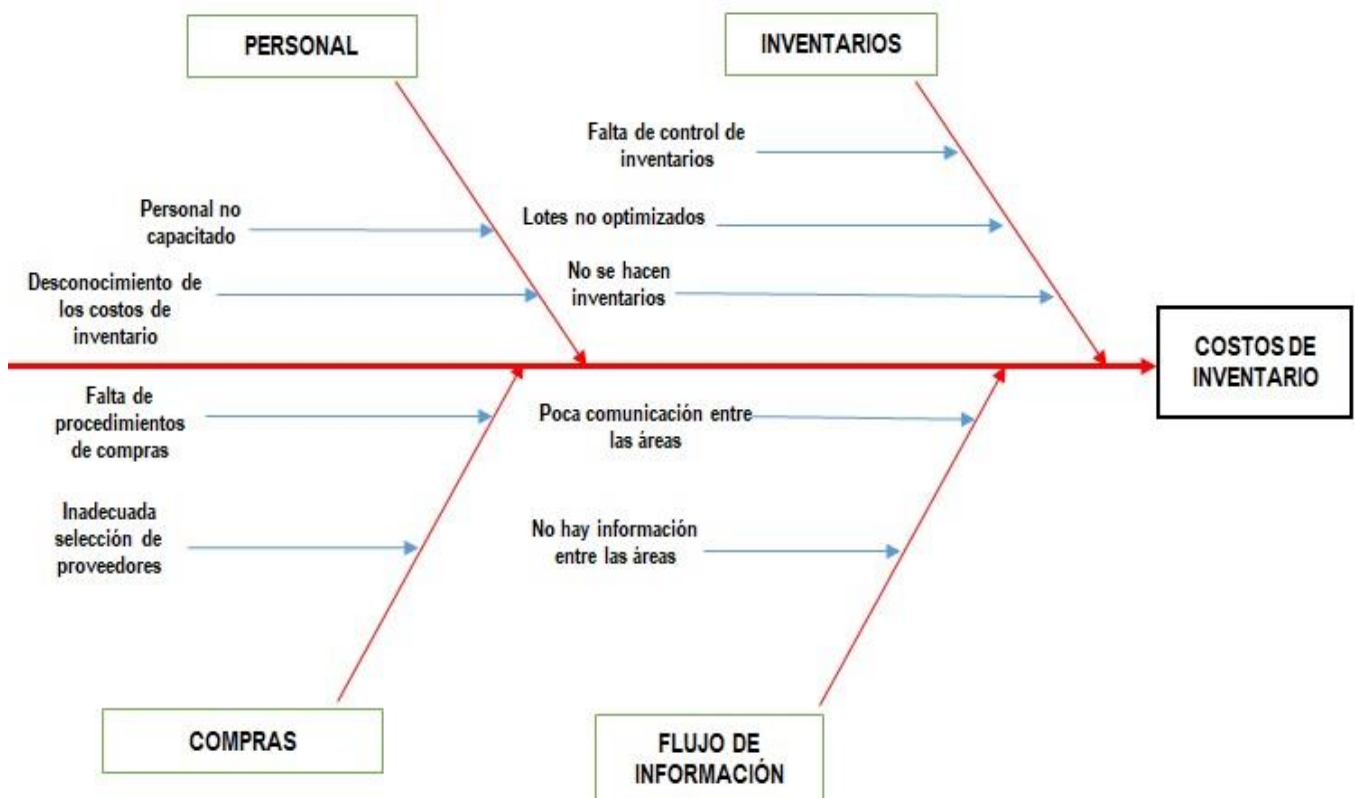 PERSONAL
INVENTARIOS
Falta de control de
inventarios
Personal no
capacitado
Lotes no optimizados
Desconocimiento de
los costos de
inventario
No se hacen
inventarios
COSTOS DE
INVENTARIO
Falta de
procedimientos
de compras
Poca comunicación entre
las áreas
Inadecuada
selección de
proveedores
No hay información
entre las áreas
COMPRAS
FLUJO DE
INFORMACIÓN